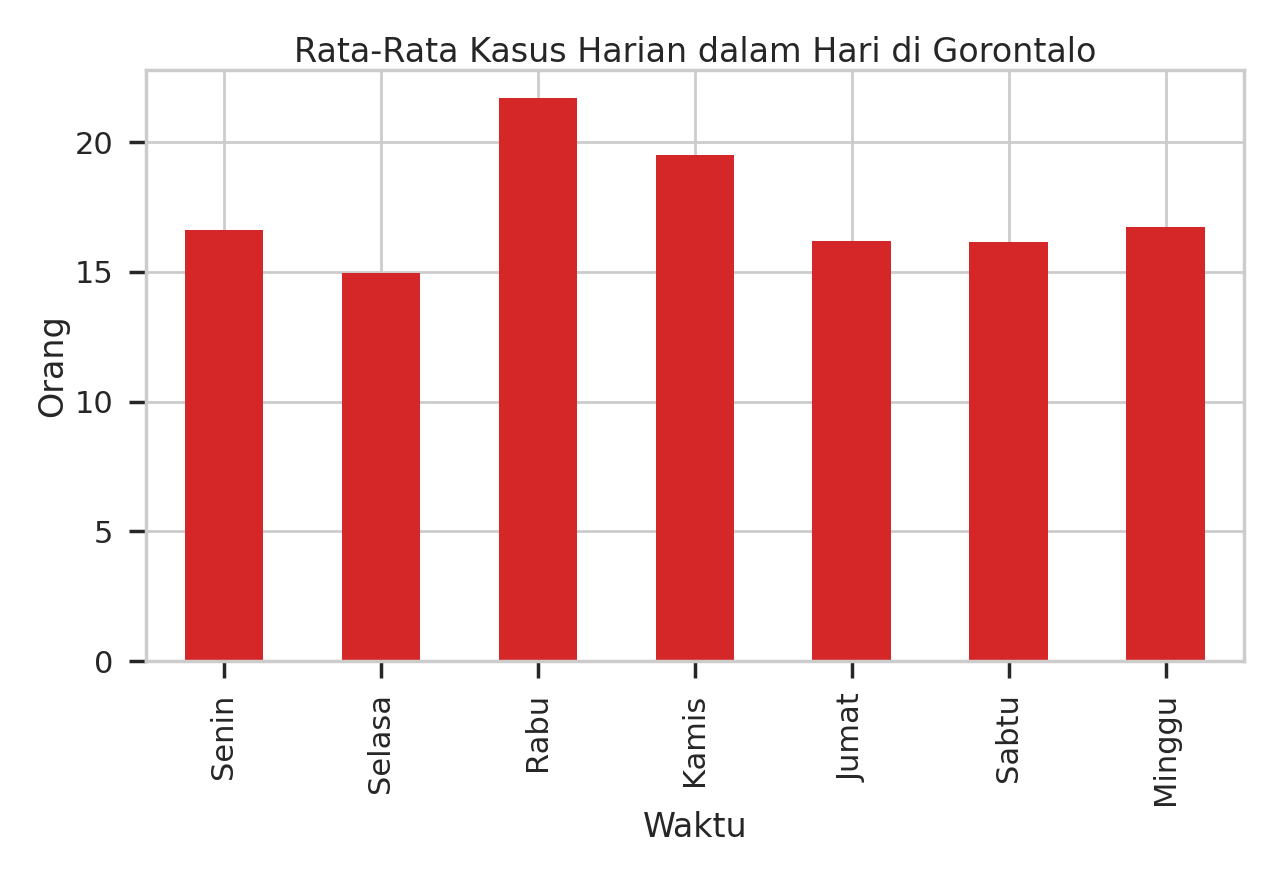 Rata-Rata Kasus Harian dalam Hari di Gorontalo
Orang
20
15
10
5
0
Senin
Selasa
Rabu
Kamis
Jumat
Sabtu
Minggu
Waktu